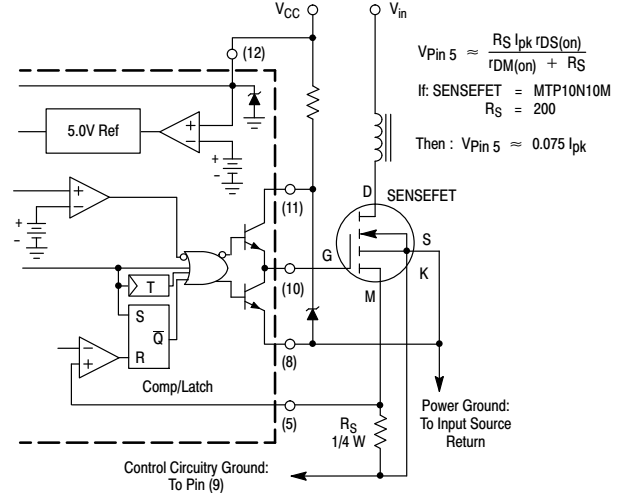 VCC
Vin
(12)
VPin 5 ≈ RS Ipk rDS(on)
rDM(on) + RS
If: SENSEFET = MTP10N10M
RS = 200
Then : VPin 5 ≈ 0.075 Ipk
5.0V Ref
+
-
+
-
D
SENSEFET
(11)
+
-
+
-
S
G
K
(10)
M
T
S
Q
R
-
+
(8)
Comp/Latch
(5)
Power Ground:
To Input Source
Return
RS
1/4 W
Control Circuitry Ground:
To Pin (9)